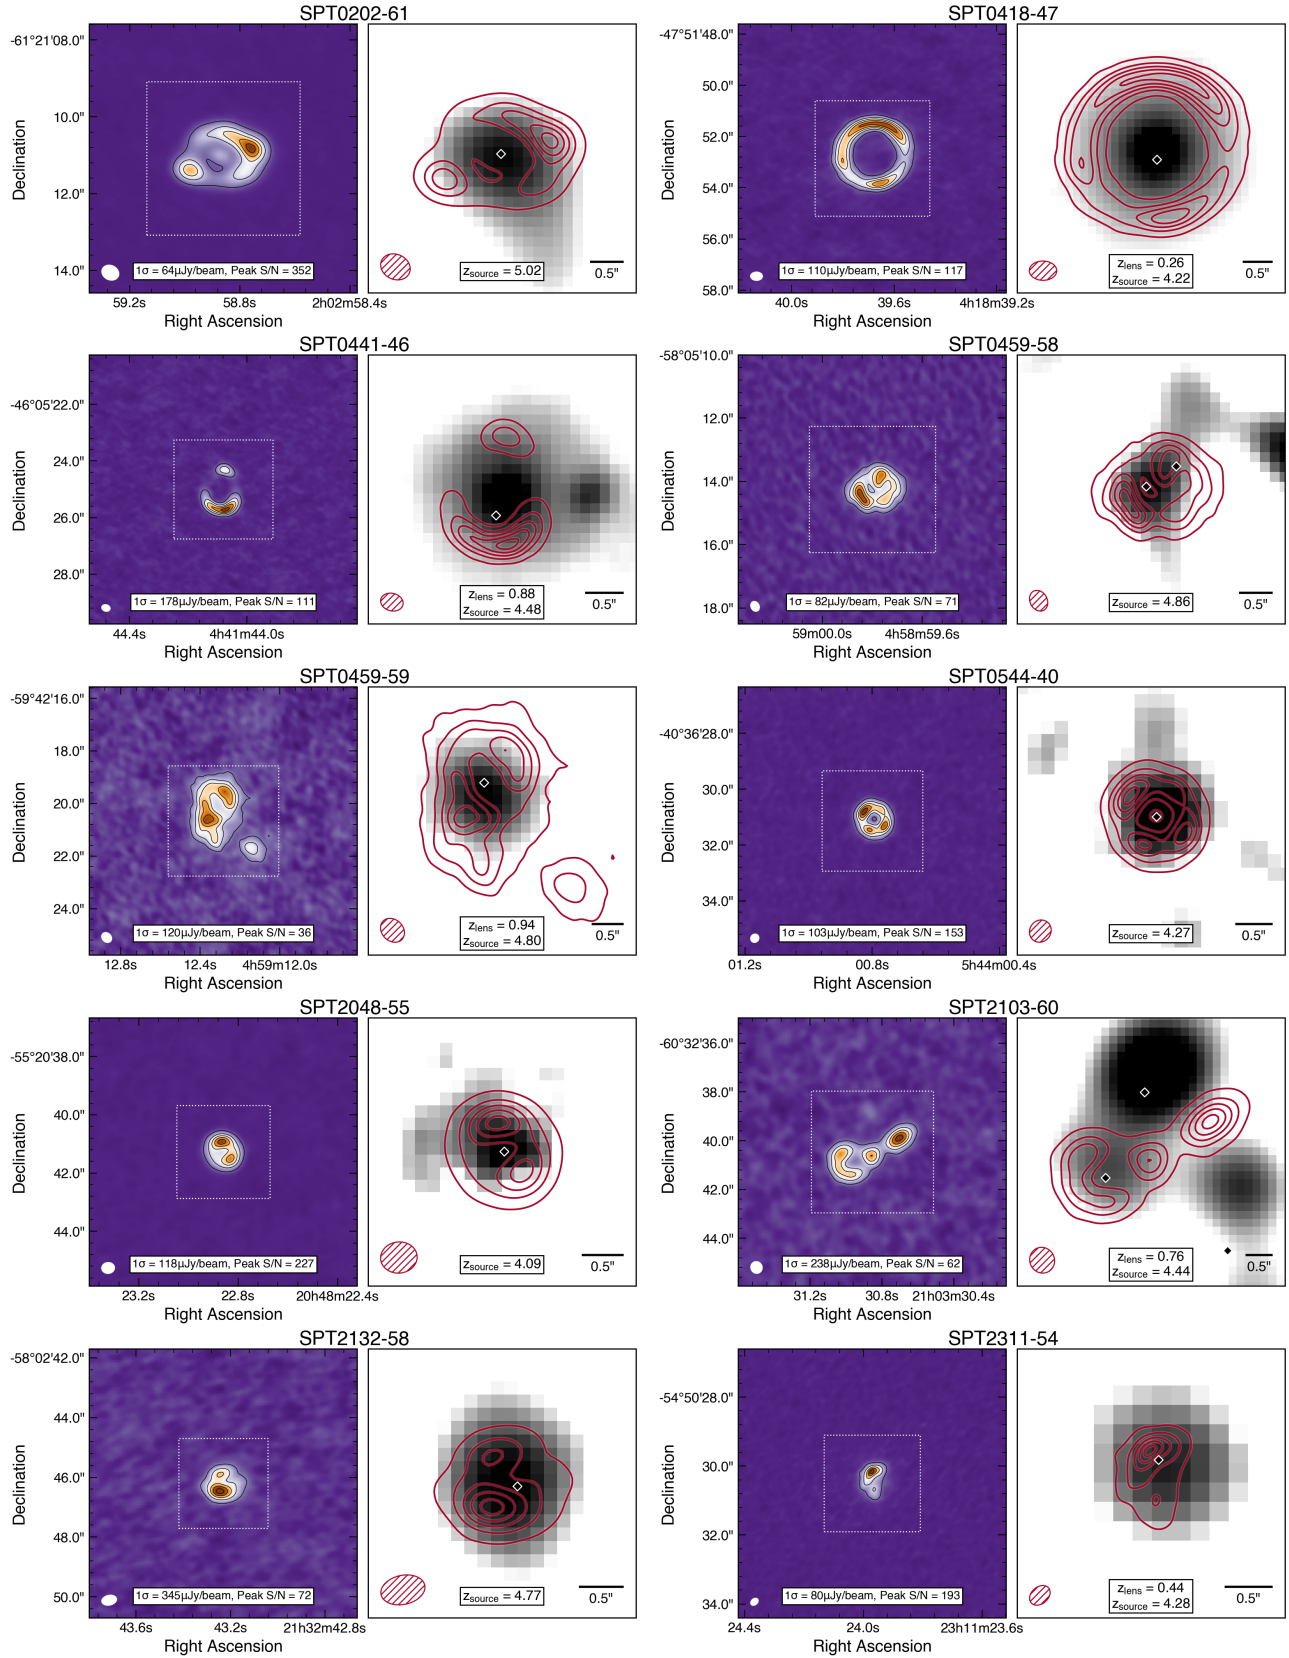 SPT0202-61
-61°21'08.0"
10.0"
12.0"
14.0"
Declination
1σ = 64μJy/beam, Peak S/N = 352
59.2s 58.8s 2h02m58.4s
Right Ascension
zsource = 5.02
0.5"
SPT0418-47
-47°51'48.0"
50.0"
52.0"
54.0"
56.0"
58.0"
Declination
1σ = 110μJy/beam, Peak S/N = 117
40.0s 39.6s 4h18m39.2s
Right Ascension
zlens = 0.26
zsource = 4.22
0.5"
SPT0441-46
-46°05'22.0"
24.0"
26.0"
28.0"
Declination
1σ = 178μJy/beam, Peak S/N = 111
44.4s 4h41m44.0s
Right Ascension
zlens = 0.88
zsource = 4.48
0.5"
SPT0459-58
-58°05'10.0"
12.0"
14.0"
16.0"
18.0"
Declination
1σ = 82μJy/beam, Peak S/N = 71
59m00.0s 4h58m59.6s
Right Ascension
zsource = 4.86
0.5"
SPT0459-59
-59°42'16.0"
18.0"
20.0"
22.0"
24.0"
Declination
1σ = 120μJy/beam, Peak S/N = 36
12.8s 12.4s 4h59m12.0s
Right Ascension
zlens = 0.94
zsource = 4.80
0.5"
SPT0544-40
-40°36'28.0"
30.0"
32.0"
34.0"
Declination
1σ = 103μJy/beam, Peak S/N = 153
01.2s 00.8s 5h44m00.4s
Right Ascension
zsource = 4.27
0.5"
SPT2048-55
-55°20'38.0"
40.0"
42.0"
44.0"
Declination
1σ = 118μJy/beam, Peak S/N = 227
23.2s 22.8s 20h48m22.4s
Right Ascension
zsource = 4.09
0.5"
SPT2103-60
-60°32'36.0"
38.0"
40.0"
42.0"
44.0"
Declination
1σ = 238μJy/beam, Peak S/N = 62
31.2s 30.8s 21h03m30.4s
Right Ascension
zlens = 0.76
zsource = 4.44
0.5"
SPT2132-58
-58°02'42.0"
44.0"
46.0"
48.0"
50.0"
Declination
1σ = 345μJy/beam, Peak S/N = 72
43.6s 43.2s 21h32m42.8s
Right Ascension
zsource = 4.77
0.5"
SPT2311-54
-54°50'28.0"
30.0"
32.0"
34.0"
Declination
1σ = 80μJy/beam, Peak S/N = 193
24.4s 24.0s 23h11m23.6s
Right Ascension
zlens = 0.44
zsource = 4.28
0.5"